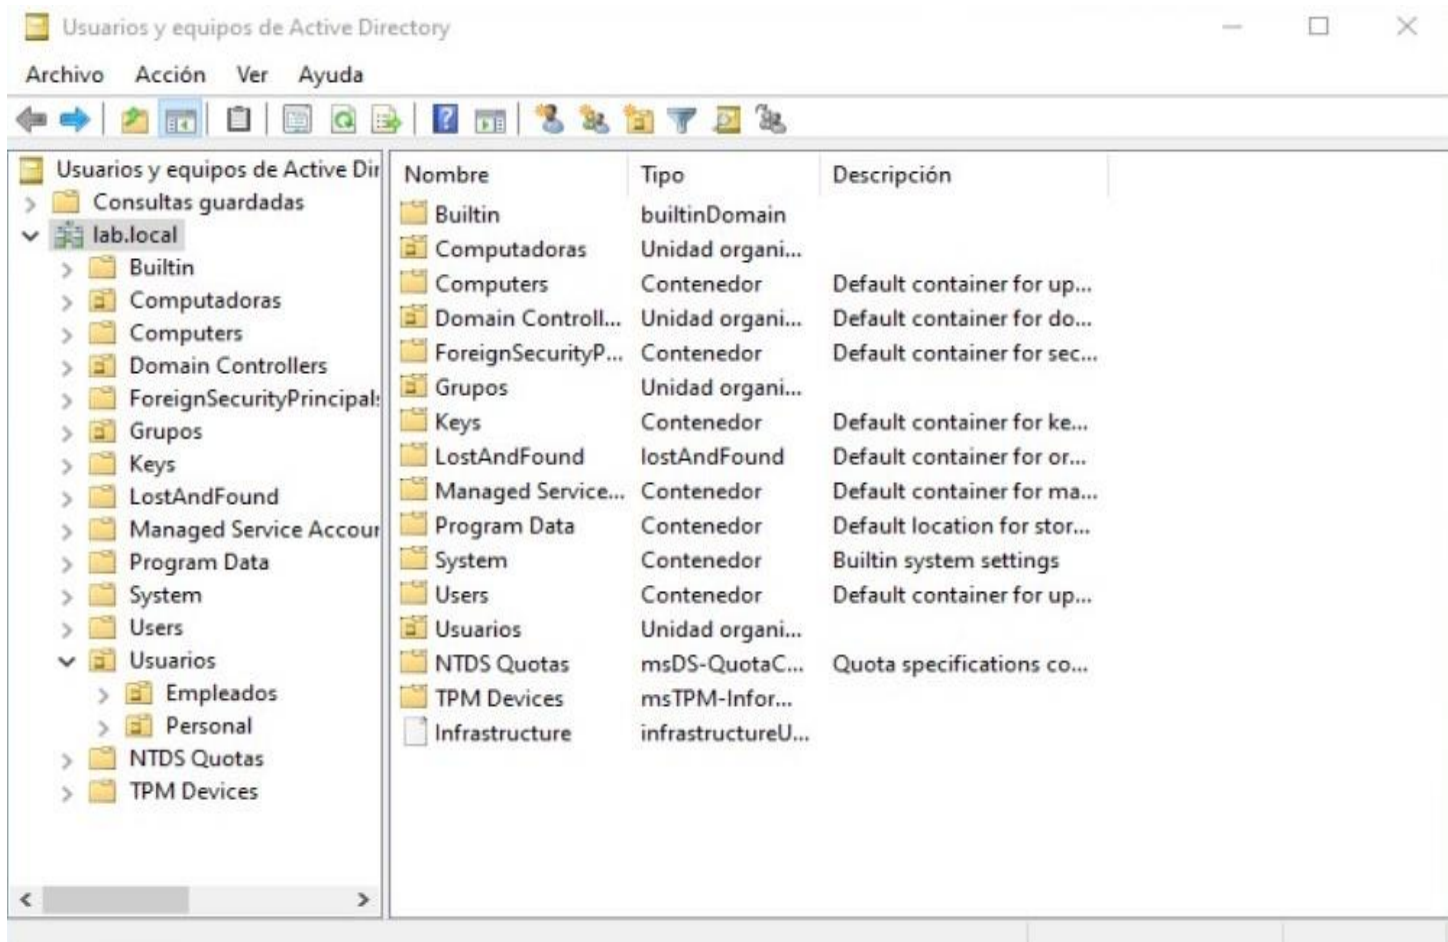 Usuarios y equipos de Active Directory
Archivo Acción Ver Ayuda
Usuarios y equipos de Active Dir
Consultas guardadas
lab.local
Builtin
Computadoras
Computers
Domain Controllers
ForeignSecurityPrincipals
Grupos
Keys
LostAndFound
Managed Service Accour
Program Data
System
Users
Usuarios
Empleados
Personal
NTDS Quotas
TPM Devices
Nombre Tipo Descripción
Builtin builtinDomain
Computadoras Unidad organi...
Computers Contenedor Default container for up...
Domain Controll... Unidad organi... Default container for do...
ForeignSecurityP... Contenedor Default container for sec...
Grupos Unidad organi...
Keys Contenedor Default container for ke...
LostAndFound lostAndFound Default container for or...
Managed Service... Contenedor Default container for ma...
Program Data Contenedor Default location for stor...
System Contenedor Builtin system settings
Users Contenedor Default container for up...
Usuarios Unidad organi...
NTDS Quotas msDS-QuotaC... Quota specifications co...
TPM Devices msTPM-Infor...
Infrastructure infrastructureU...